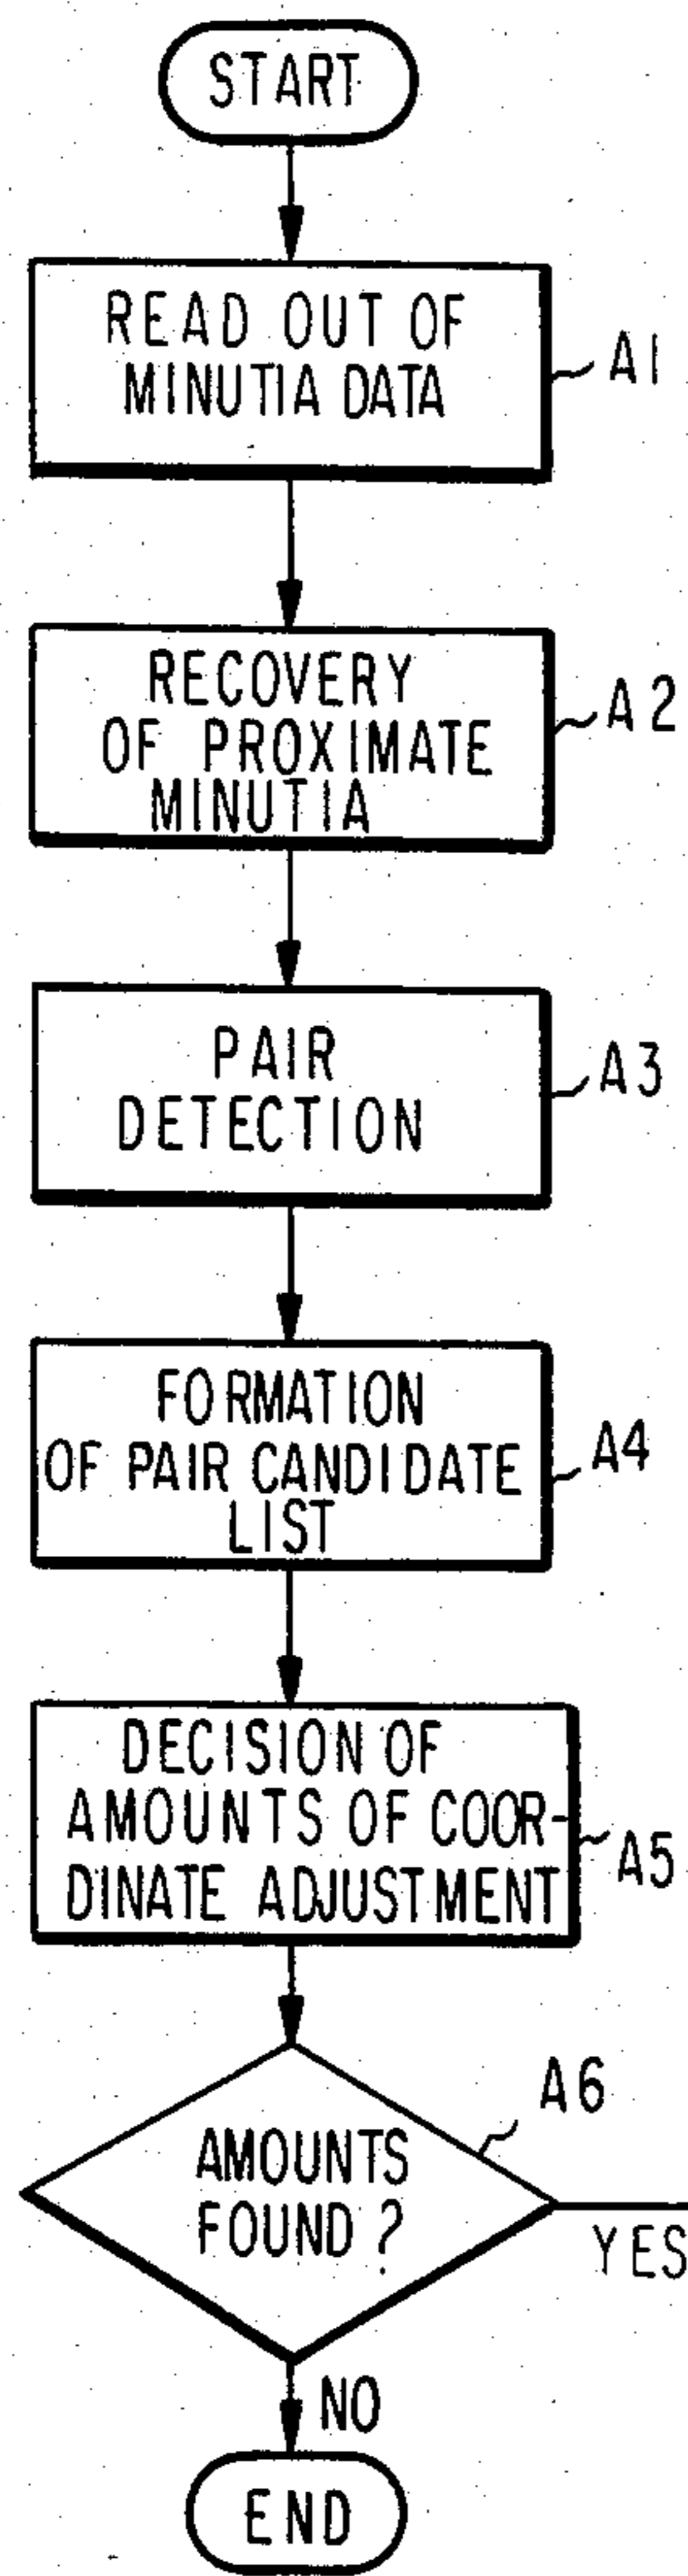 START
READ OUT OF
MINUTIA DATA
A1
RECOVERY
OF PROXIMATE
MINUTIA
A2
PAIR
DETECTION
A3
FORMATION
OF PAIR CANDIDATE
LIST
A4
DECISION OF
AMOUNTS OF COOR-
DINATE ADJUSTMENT
A5
A6
AMOUNTS
FOUND?
YES
NO
END